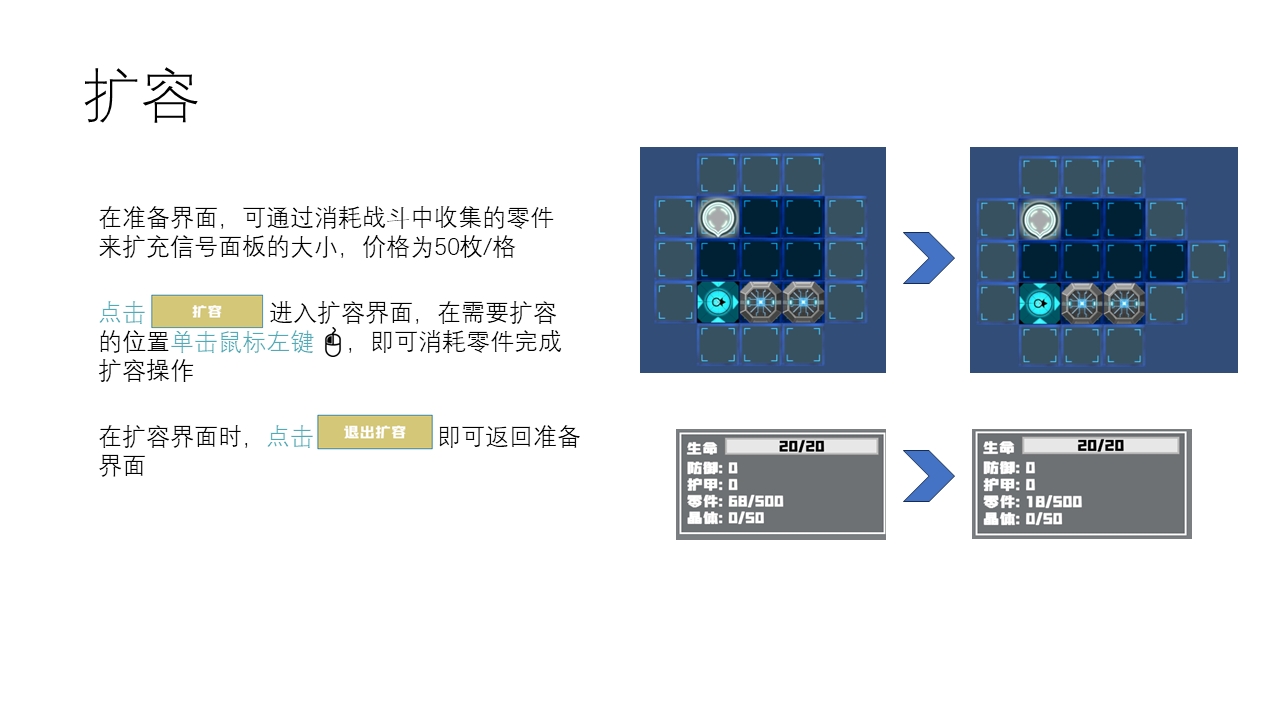 扩容
在准备界面，可通过消耗战斗中收集的零件
来扩充信号面板的大小，价格为50枚/格
点击 扩容 进入扩容界面，在需要扩容
的位置单击鼠标左键 ，即可消耗零件完成
扩容操作
在扩容界面时，点击 退出扩容 即可返回准备
界面
生命 20/20
防御: 0
护甲: 0
零件: 68/500
晶体: 0/50
生命 20/20
防御: 0
护甲: 0
零件: 18/500
晶体: 0/50